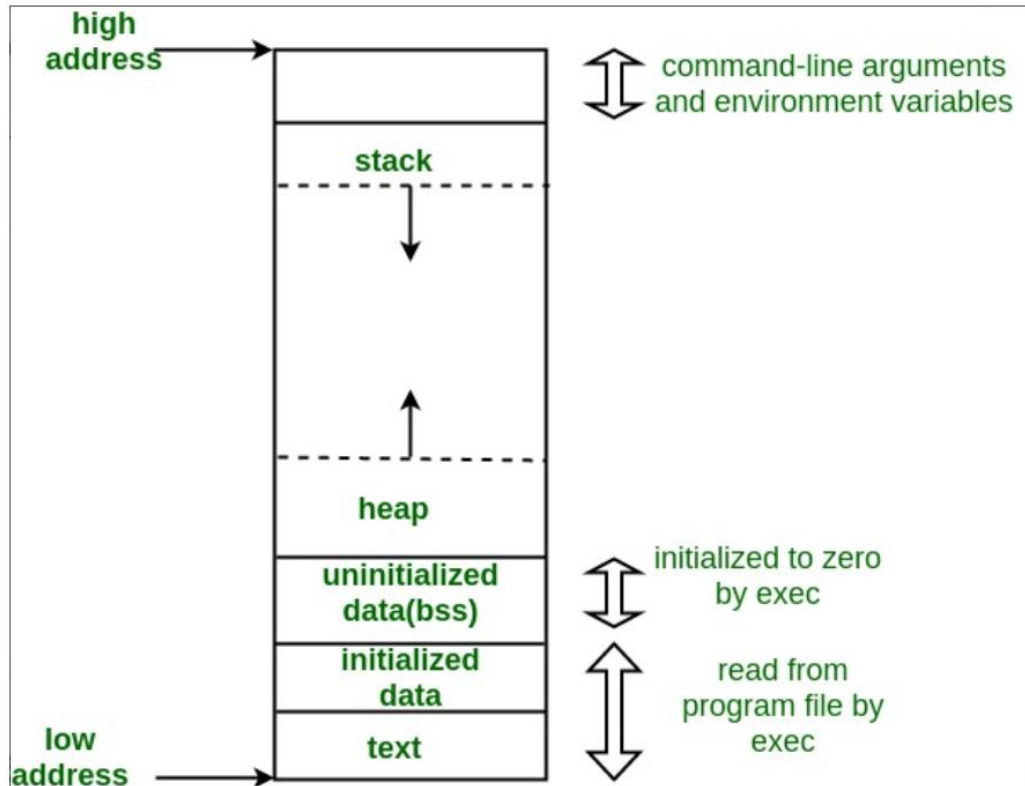 high
address
command-line arguments
and environment variables
stack
heap
uninitialized
data(bss)
initialized to zero
by exec
initialized
data
read from
program file by
exec
text
low
address